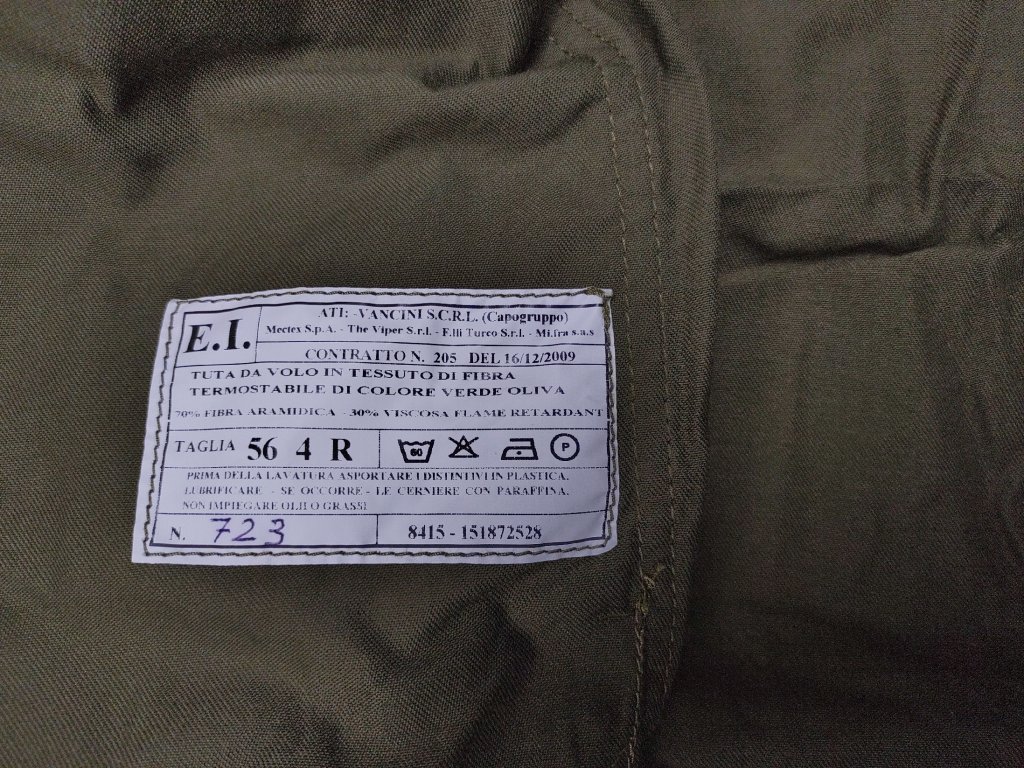 E.I.
ATI: -VANCINI S.C.R.L. (Capogruppo)
Mectex S.p.A. - The Viper S.r.l. - F.lli Turco S.r.l. - Mi.fra s.a.s
CONTRATTO N. 205 DEL 16/12/2009
TUTA DA VOLO IN TESSUTO DI FIBRA
TERMOSTABILE DI COLORE VERDE OLIVA
70% FIBRA ARAMIDICA - 30% VISCOSA FLAME RETARDANT
TAGLIA 56 4 R 60 P
PRIMA DELLA LAVATURA ASPORTARE I DISTINTIVI IN PLASTICA.
LUBRIFICARE - SE OCCORRE - LE CERNIERE CON PARAFFINA.
NON IMPIEGARE OLII O GRASSI
N. 723 8415 - 151872528